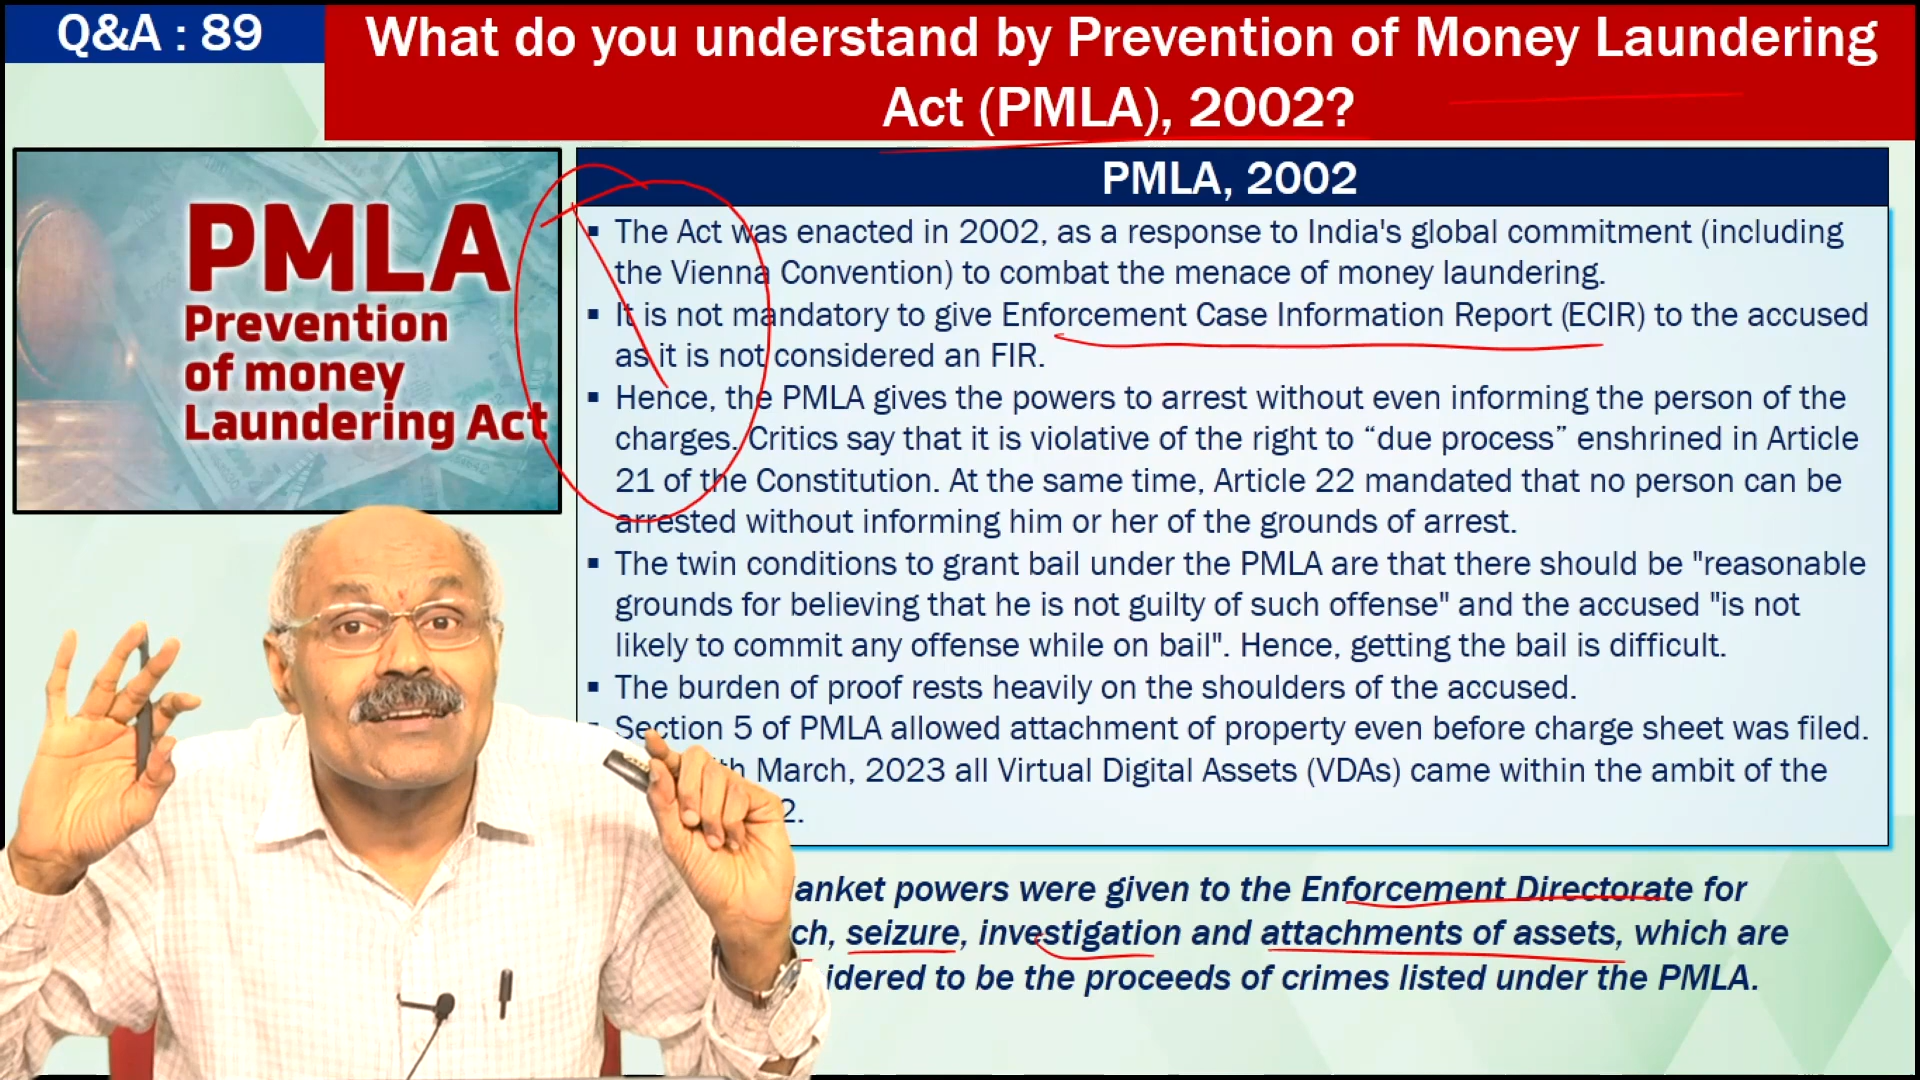 Q&A : 89
What do you understand by Prevention of Money Laundering
Act (PMLA), 2002?
PMLA
Prevention
of money
Laundering Act
PMLA, 2002
▪ The Act was enacted in 2002, as a response to India's global commitment (including
the Vienna Convention) to combat the menace of money laundering.
▪ It is not mandatory to give Enforcement Case Information Report (ECIR) to the accused
as it is not considered an FIR.
▪ Hence, the PMLA gives the powers to arrest without even informing the person of the
charges. Critics say that it is violative of the right to “due process” enshrined in Article
21 of the Constitution. At the same time, Article 22 mandated that no person can be
arrested without informing him or her of the grounds of arrest.
▪ The twin conditions to grant bail under the PMLA are that there should be "reasonable
grounds for believing that he is not guilty of such offense" and the accused "is not
likely to commit any offense while on bail". Hence, getting the bail is difficult.
▪ The burden of proof rests heavily on the shoulders of the accused.
▪ Section 5 of PMLA allowed attachment of property even before charge sheet was filed.
March, 2023 all Virtual Digital Assets (VDAs) came within the ambit of the
powers were given to the Enforcement Directorate for
seizure, investigation and attachments of assets, which are
to be the proceeds of crimes listed under the PMLA.